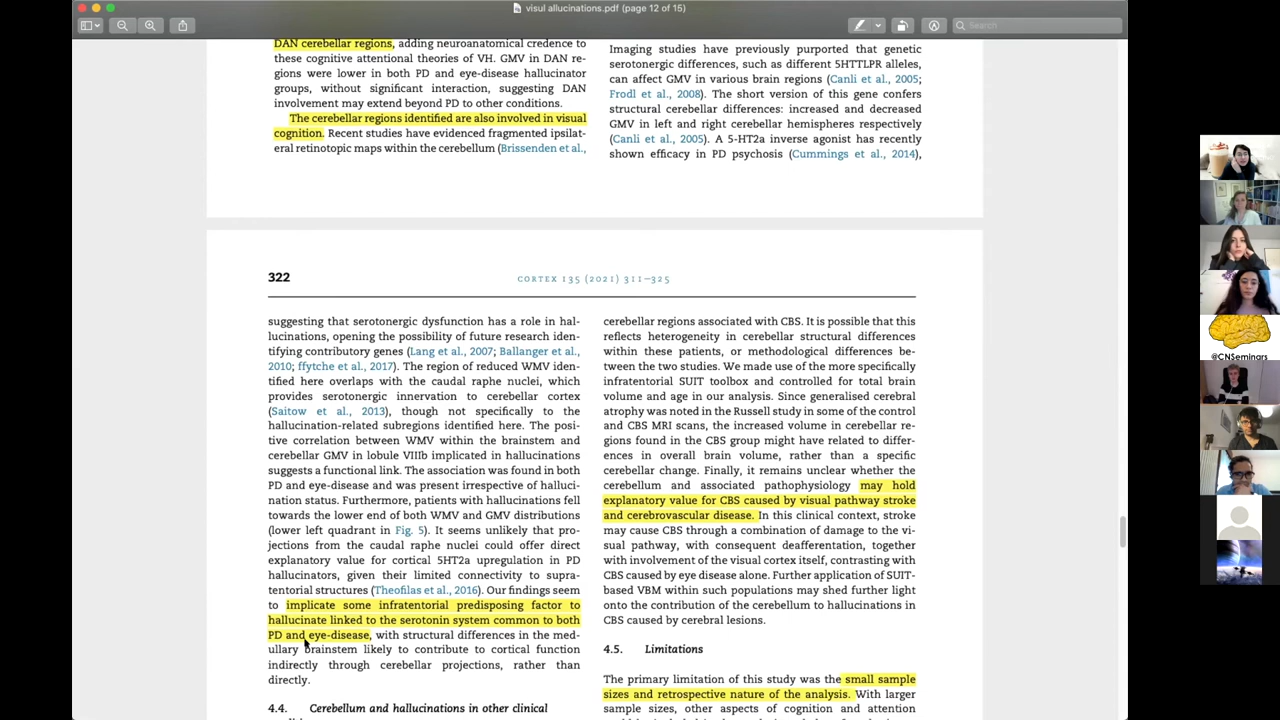 visul allucinations.pdf (page 12 of 15)
Search
DAN cerebellar regions, adding neuroanatomical credence to
these cognitive attentional theories of VH. GMV in DAN re-
gions were lower in both PD and eye-disease hallucinator
groups, without significant interaction, suggesting DAN
involvement may extend beyond PD to other conditions.
The cerebellar regions identified are also involved in visual
cognition. Recent studies have evidenced fragmented ipsilat-
eral retinotopic maps within the cerebellum (Brissenden et al.,
Imaging studies have previously purported that genetic
serotonergic differences, such as different 5HTTLPR alleles,
can affect GMV in various brain regions (Canli et al., 2005;
Frodl et al., 2008). The short version of this gene confers
structural cerebellar differences: increased and decreased
GMV in left and right cerebellar hemispheres respectively
(Canli et al., 2005). A 5-HT2a inverse agonist has recently
shown efficacy in PD psychosis (Cummings et al., 2014),
322
CORTEX 135 (2021) 311–325
suggesting that serotonergic dysfunction has a role in hal-
lucinations, opening the possibility of future research iden-
tifying contributory genes (Lang et al., 2007; Ballanger et al.,
2010; ffytche et al., 2017). The region of reduced WMV iden-
tified here overlaps with the caudal raphe nuclei, which
provides serotonergic innervation to cerebellar cortex
(Saitow et al., 2013), though not specifically to the
hallucination-related subregions identified here. The posi-
tive correlation between WMV within the brainstem and
cerebellar GMV in lobule VIIIb implicated in hallucinations
suggests a functional link. The association was found in both
PD and eye-disease and was present irrespective of halluci-
nation status. Furthermore, patients with hallucinations fell
towards the lower end of both WMV and GMV distributions
(lower left quadrant in Fig. 5). It seems unlikely that pro-
jections from the caudal raphe nuclei could offer direct
explanatory value for cortical 5HT2a upregulation in PD
hallucinators, given their limited connectivity to supra-
tentorial structures (Theofilas et al., 2016). Our findings seem
to implicate some infratentorial predisposing factor to
hallucinate linked to the serotonin system common to both
PD and eye-disease, with structural differences in the med-
ullary brainstem likely to contribute to cortical function
indirectly through cerebellar projections, rather than
directly.
4.4. Cerebellum and hallucinations in other clinical
cerebellar regions associated with CBS. It is possible that this
reflects heterogeneity in cerebellar structural differences
within these patients, or methodological differences be-
tween the two studies. We made use of the more specifically
infratentorial SUIT toolbox and controlled for total brain
volume and age in our analysis. Since generalised cerebral
atrophy was noted in the Russell study in some of the control
and CBS MRI scans, the increased volume in cerebellar re-
gions found in the CBS group might have related to differ-
ences in overall brain volume, rather than a specific
cerebellar change. Finally, it remains unclear whether the
cerebellum and associated pathophysiology may hold
explanatory value for CBS caused by visual pathway stroke
and cerebrovascular disease. In this clinical context, stroke
may cause CBS through a combination of damage to the vi-
sual pathway, with consequent deafferentation, together
with involvement of the visual cortex itself, contrasting with
CBS caused by eye disease alone. Further application of SUIT-
based VBM within such populations may shed further light
onto the contribution of the cerebellum to hallucinations in
CBS caused by cerebral lesions.
4.5. Limitations
The primary limitation of this study was the small sample
sizes and retrospective nature of the analysis. With larger
sample sizes, other aspects of cognition and attention
@CNSeminars